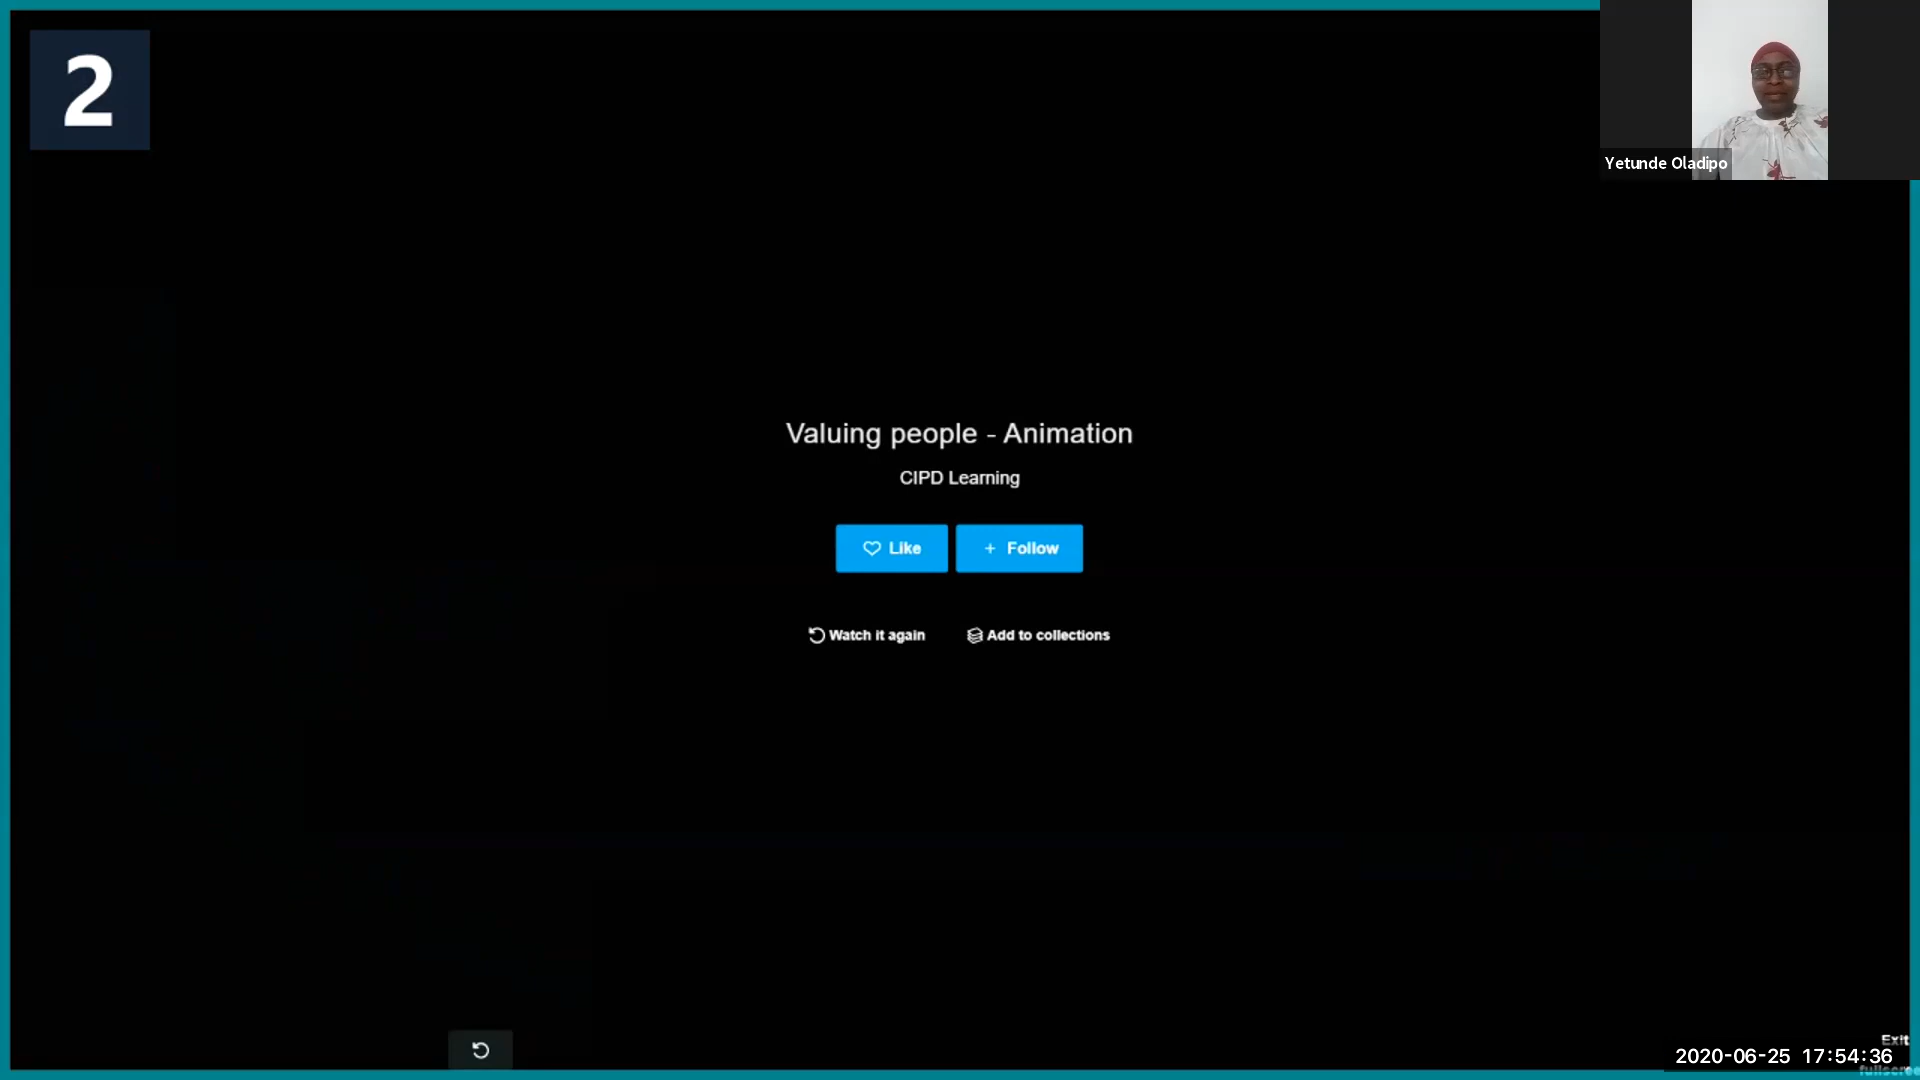 2
Yetunde Oladipo
Valuing people - Animation
CIPD Learning
Like
+ Follow
Watch it again
Add to collections
Exit
2020-06-25 17:54:36